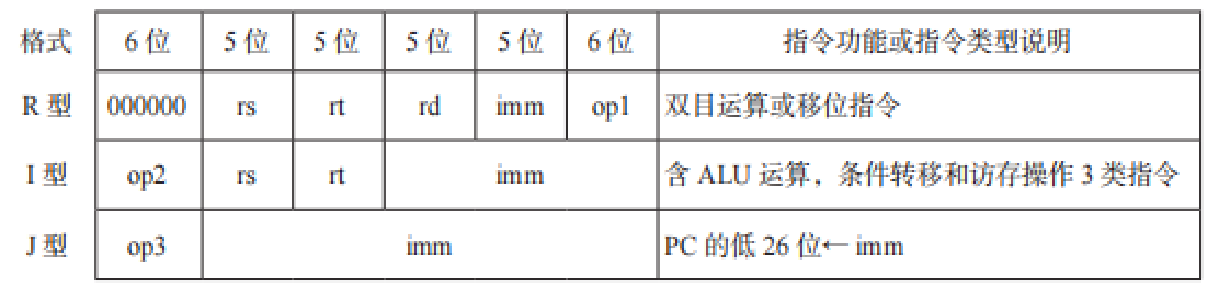 格式 6 位 5 位 5 位 5 位 5 位 6 位 指令功能或指令类型说明
R 型 000000 rs rt rd imm op1 双目运算或移位指令
I 型 op2 rs rt imm 含 ALU 运算，条件转移和访存操作 3 类指令
J 型 op3 imm PC 的低 26 位← imm